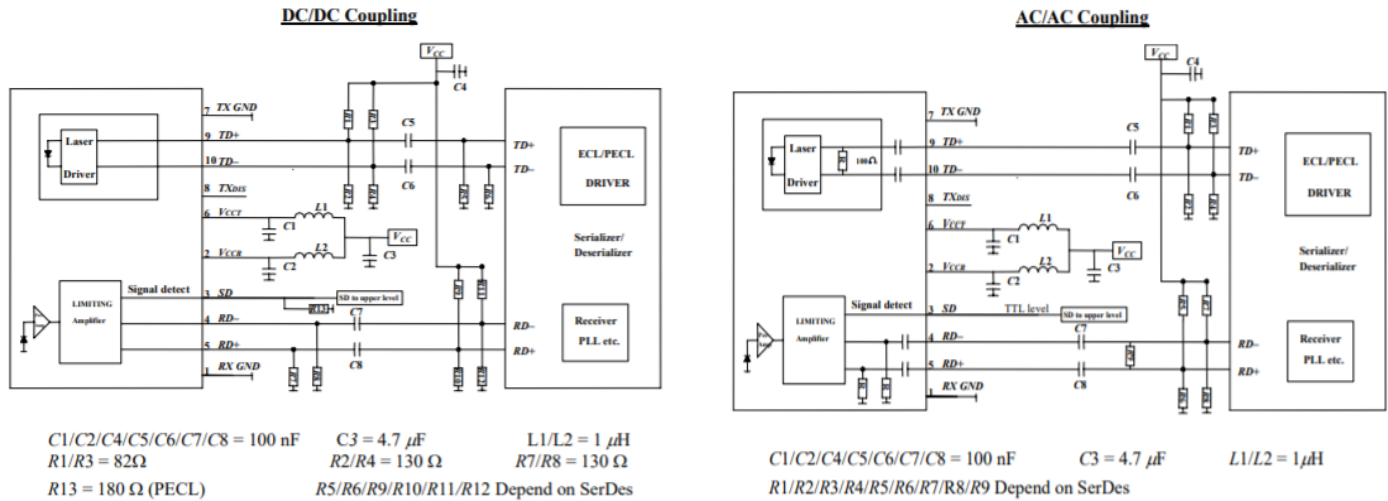 DC/DC Coupling
VCC
C4
7 TX GND
9 TD+
10 TD−
8 TXDIS
6 VCCT
2 VCCR
Laser
Driver
C5
C6
TD+
TD−
ECL/PECL
DRIVER
L1
C1
L2
C2
VCC
C3
Serializer/
Deserializer
Signal detect
3 SD
R13
SD to upper level
LIMITING
Amplifier
4 RD−
C7
RD−
5 RD+
C8
RD+
Receiver
PLL etc.
1 RX GND
C1/C2/C4/C5/C6/C7/C8 = 100 nF C3 = 4.7 μF L1/L2 = 1 μH
R1/R3 = 82Ω R2/R4 = 130 Ω R7/R8 = 130 Ω
R13 = 180 Ω (PECL) R5/R6/R9/R10/R11/R12 Depend on SerDes
AC/AC Coupling
VCC
C4
7 TX GND
9 TD+
10 TD−
8 TXDIS
6 VCCT
2 VCCR
Laser
Driver
R
100Ω
C5
C6
TD+
TD−
ECL/PECL
DRIVER
L1
C1
L2
C2
VCC
C3
Serializer/
Deserializer
Signal detect
3 SD
TTL level
SD to upper level
LIMITING
Amplifier
4 RD−
C7
RD−
5 RD+
C8
RD+
Receiver
PLL etc.
R
R
1 RX GND
C1/C2/C4/C5/C6/C7/C8 = 100 nF C3 = 4.7 μF L1/L2 = 1μH
R1/R2/R3/R4/R5/R6/R7/R8/R9 Depend on SerDes